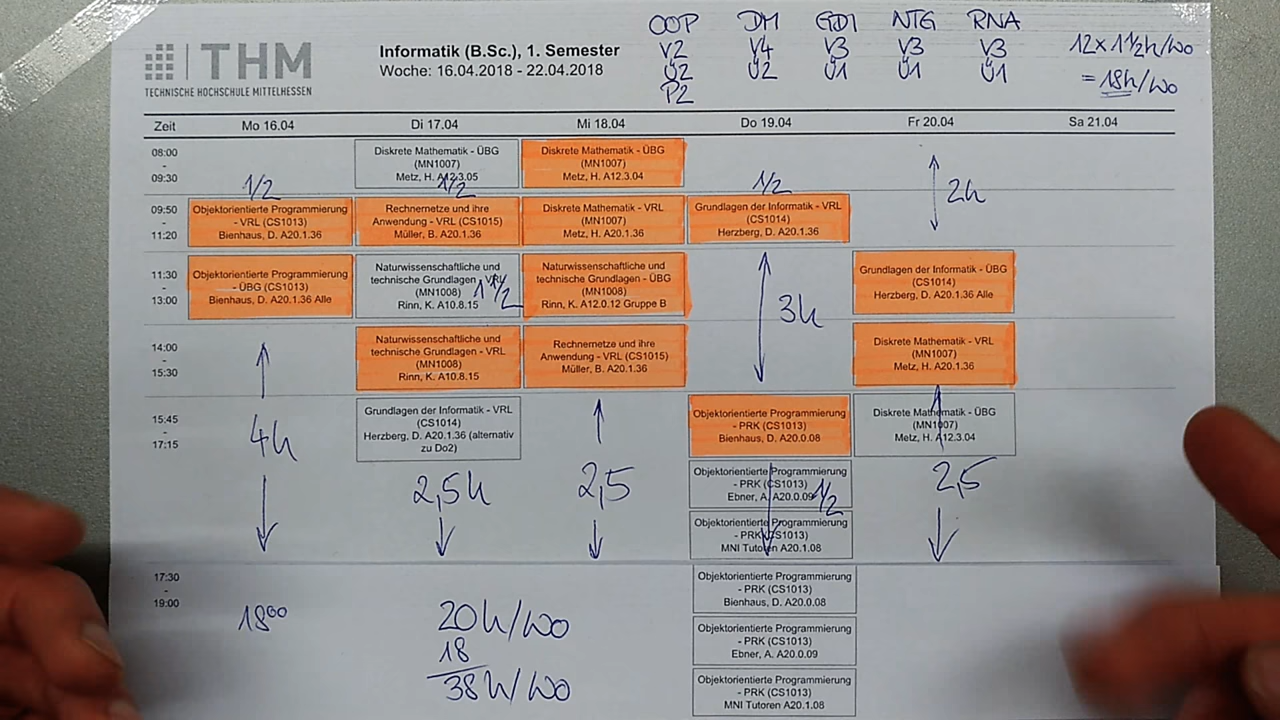 THM
TECHNISCHE HOCHSCHULE MITTELHESSEN
Informatik (B.Sc.), 1. Semester
Woche: 16.04.2018 - 22.04.2018
OOP DM GDI NTG RNA
V2 V4 V3 V3 V3
Ü2 Ü2 Ü1 Ü1 Ü1
P2
12 x 1 1/2h/Wo
= 18h/Wo
Zeit Mo 16.04 Di 17.04 Mi 18.04 Do 19.04 Fr 20.04 Sa 21.04
08:00
-
09:30
Diskrete Mathematik - ÜBG
(MN1007)
Metz, H. A12.3.05
Diskrete Mathematik - ÜBG
(MN1007)
Metz, H. A12.3.04
1/2
1/2
1/2
2h
09:50
-
11:20
Objektorientierte Programmierung
- VRL (CS1013)
Bienhaus, D. A20.1.36
Rechnernetze und ihre
Anwendung - VRL (CS1015)
Müller, B. A20.1.36
Diskrete Mathematik - VRL
(MN1007)
Metz, H. A20.1.36
Grundlagen der Informatik - VRL
(CS1014)
Herzberg, D. A20.1.36
11:30
-
13:00
Objektorientierte Programmierung
- ÜBG (CS1013)
Bienhaus, D. A20.1.36 Alle
Naturwissenschaftliche und
technische Grundlagen - VRL
(MN1008)
Rinn, K. A10.8.15
1 1/2
Naturwissenschaftliche und
technische Grundlagen - ÜBG
(MN1008)
Rinn, K. A12.0.12 Gruppe B
3h
Grundlagen der Informatik - ÜBG
(CS1014)
Herzberg, D. A20.1.36 Alle
14:00
-
15:30
Naturwissenschaftliche und
technische Grundlagen - VRL
(MN1008)
Rinn, K. A10.8.15
Rechnernetze und ihre
Anwendung - VRL (CS1015)
Müller, B. A20.1.36
Diskrete Mathematik - VRL
(MN1007)
Metz, H. A20.1.36
15:45
-
17:15
4h
Grundlagen der Informatik - VRL
(CS1014)
Herzberg, D. A20.1.36 (alternativ
zu Do2)
2,5h
2,5
Objektorientierte Programmierung
- PRK (CS1013)
Bienhaus, D. A20.0.08
Objektorientierte Programmierung
- PRK (CS1013)
Ebner, A. A20.0.09
1/2
Objektorientierte Programmierung
- PRK (CS1013)
MNI Tutoren A20.1.08
Diskrete Mathematik - ÜBG
(MN1007)
Metz, H. A12.3.04
2,5
17:30
-
19:00
18⁰⁰
20h/Wo
18
38h/Wo
Objektorientierte Programmierung
- PRK (CS1013)
Bienhaus, D. A20.0.08
Objektorientierte Programmierung
- PRK (CS1013)
Ebner, A. A20.0.09
Objektorientierte Programmierung
- PRK (CS1013)
MNI Tutoren A20.1.08